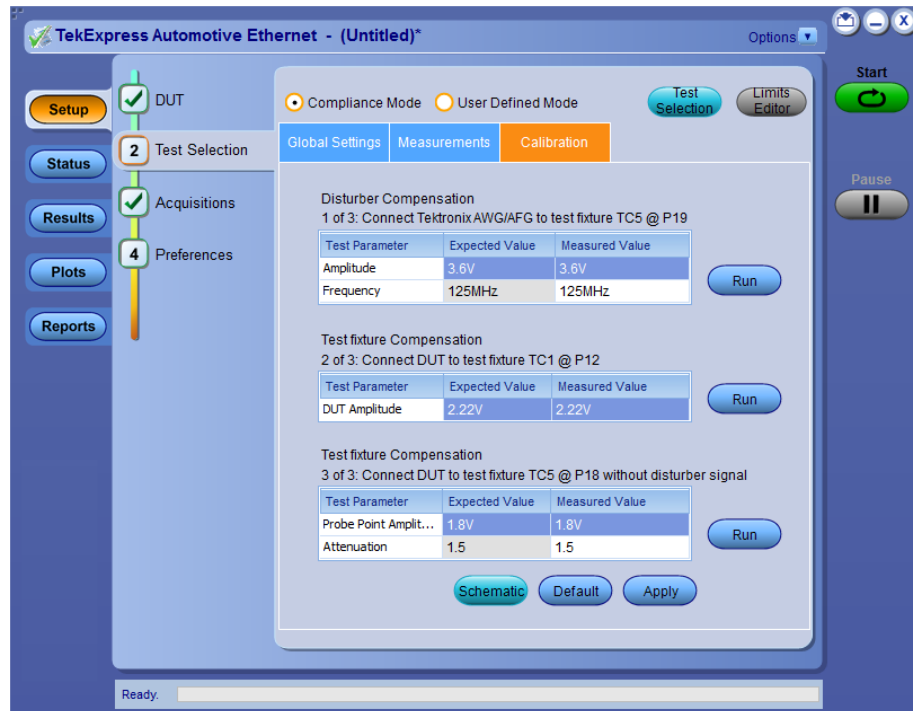 TekExpress Automotive Ethernet - (Untitled)*
Options
Start
Pause
Setup
Status
Results
Plots
Reports
DUT
2 Test Selection
Acquisitions
4 Preferences
Compliance Mode User Defined Mode
Test Selection
Limits Editor
Global Settings Measurements Calibration
Disturber Compensation
1 of 3: Connect Tektronix AWG/AFG to test fixture TC5 @ P19
Test Parameter Expected Value Measured Value
Amplitude 3.6V 3.6V
Frequency 125MHz 125MHz
Run
Test fixture Compensation
2 of 3: Connect DUT to test fixture TC1 @ P12
Test Parameter Expected Value Measured Value
DUT Amplitude 2.22V 2.22V
Run
Test fixture Compensation
3 of 3: Connect DUT to test fixture TC5 @ P18 without disturber signal
Test Parameter Expected Value Measured Value
Probe Point Amplit... 1.8V 1.8V
Attenuation 1.5 1.5
Run
Schematic Default Apply
Ready.